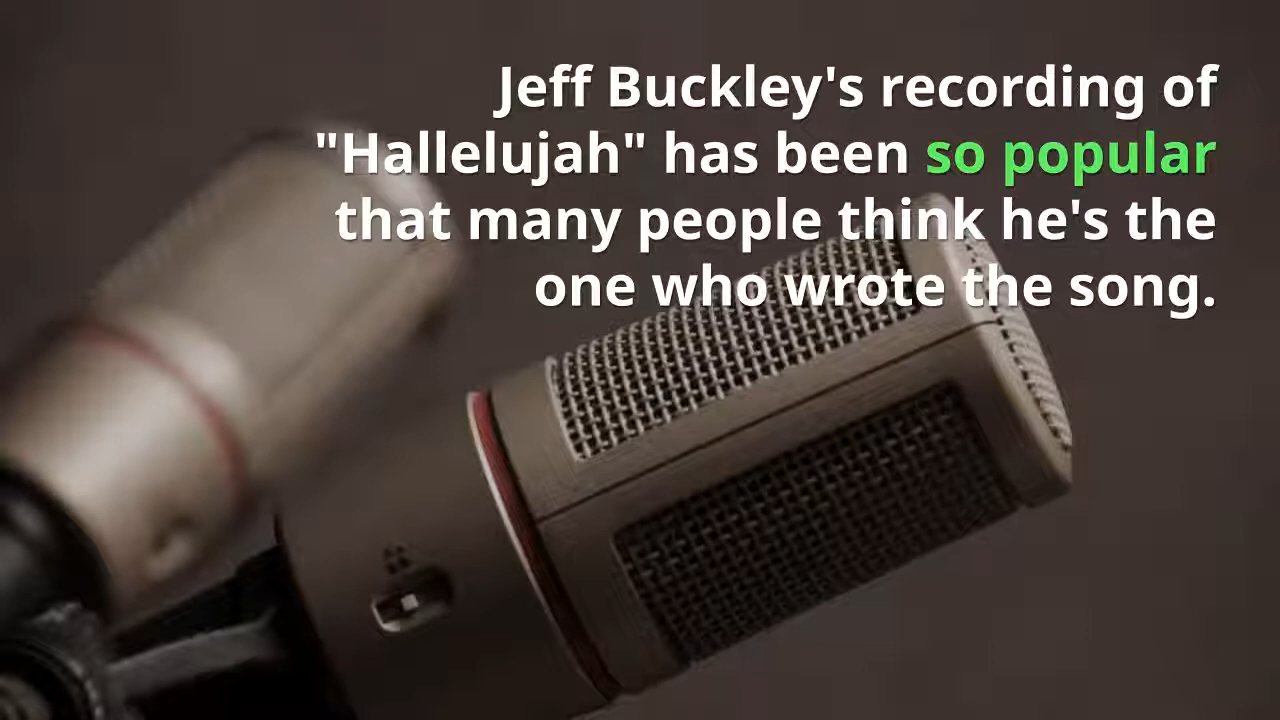 Jeff Buckley's recording of
"Hallelujah" has been so popular
that many people think he's the
one who wrote the song.